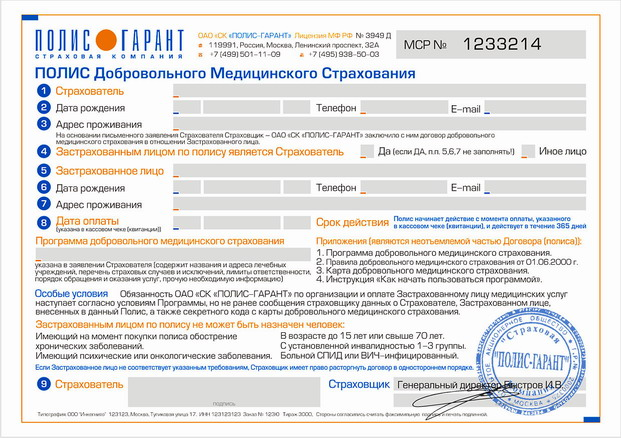 ПОЛИС ГАРАНТ
СТРАХОВАЯ КОМПАНИЯ
ОАО «СК «ПОЛИС-ГАРАНТ» Лицензия МФ РФ № 3949 Д
119991, Россия, Москва, Ленинский проспект, 32А
+7 (499) 501-11-09 +7 (495) 938-50-03
МСР № 1233214
ПОЛИС Добровольного Медицинского Страхования
1 Страхователь
2 Дата рождения Телефон E-mail
3 Адрес проживания
На основании письменного заявления Страхователя Страховщик – ОАО «СК «ПОЛИС-ГАРАНТ» заключило с ним договор добровольного
медицинского страхования в отношении Застрахованного лица.
4 Застрахованным лицом по полису является Страхователь Да (если ДА, п.п. 5,6,7 не заполнять!) Иное лицо
5 Застрахованное лицо
6 Дата рождения Телефон E-mail
7 Адрес проживания
8 Дата оплаты
(указана в кассовом чеке (квитанции))
Срок действия
Полис начинает действие с момента оплаты, указанного
в кассовом чеке (квитанции), и действует в течение 365 дней
Программа добровольного медицинского страхования
указана в заявлении Страхователя (содержит названия и адреса лечебных
учреждений, перечень страховых случаев и исключений, лимиты ответственности,
порядок обращения и оказания услуг, прочую необходимую информацию)
Приложения (являются неотъемлемой частью Договора (полиса)):
1. Программа добровольного медицинского страхования.
2. Правила добровольного медицинского страхования от 01.06.2000 г.
3. Карта добровольного медицинского страхования.
4. Инструкция «Как начать пользоваться программой».
Особые условия Обязанность ОАО «СК «ПОЛИС-ГАРАНТ» по организации и оплате Застрахованному лицу медицинских услуг
наступает согласно условиям Программы, но не ранее сообщения страховщику данных о Страхователе, Застрахованном лице,
внесенных в данный Полис, а также секретного кода с карты добровольного медицинского страхования.
Застрахованным лицом по полису не может быть назначен человек:
Имеющий на момент покупки полиса обострение
хронических заболеваний.
Имеющий психические или онкологические заболевания.
В возрасте до 15 лет или свыше 70 лет.
С установленной инвалидностью 1-3 группы.
Больной СПИД или ВИЧ-инфицированный.
Если Застрахованное лицо не соответствует указанным требованиям, Страховщик имеет право расторгнуть договор в одностороннем порядке.
9 Страхователь
подпись
Страховщик Генеральный директор Быстров И.В.
Страховая
"ПОЛИС-ГАРАНТ"
МОСКВА
Типография ООО "Инкогнито" 123123, Москва, Тутинквая улица 17. ИНН 1231231123 Заказ № 1230 Тираж 3000. Стороны согласились считать факсимильную подпись и печать подлинной.